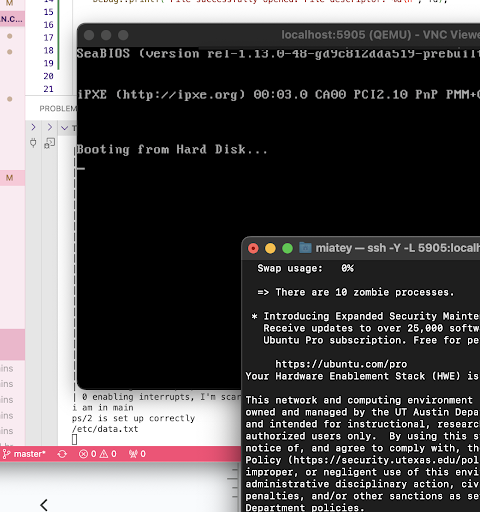 M
N.C...
Debug::printf("File successfully opened. File descriptor: %d\n", fd);
15
16
17
18
19
20
21
PROBLEM
localhost:5905 (QEMU) - VNC Viewe
SeaBIOS (version rel-1.13.0-48-gd9c812dda519-prebuilt
iPXE (http://ipxe.org) 00:03.0 CA00 PCI2.10 PnP PMM+
Booting from Hard Disk...
M
miatey — ssh -Y -L 5905:localh
Swap usage: 0%
=> There are 10 zombie processes.
* Introducing Expanded Security Mainte
Receive updates to over 25,000 softwa
Ubuntu Pro subscription. Free for pe
https://ubuntu.com/pro
Your Hardware Enablement Stack (HWE) is
This network and computing environment
owned and managed by the UT Austin Depa
and intended for instructional, researc
authorized users only. By using this s
notice of, and agree to comply with, th
Policy (https://security.utexas.edu/pol
improper, or negligent use of this envi
administrative disciplinary action, civ
penalties, and/or other sanctions as se
Department policies.
| 0 enabling interrupts, I'm scar
i am in main
ps/2 is set up correctly
/etc/data.txt
ains
ains
ains
ains
master*
0
0
0